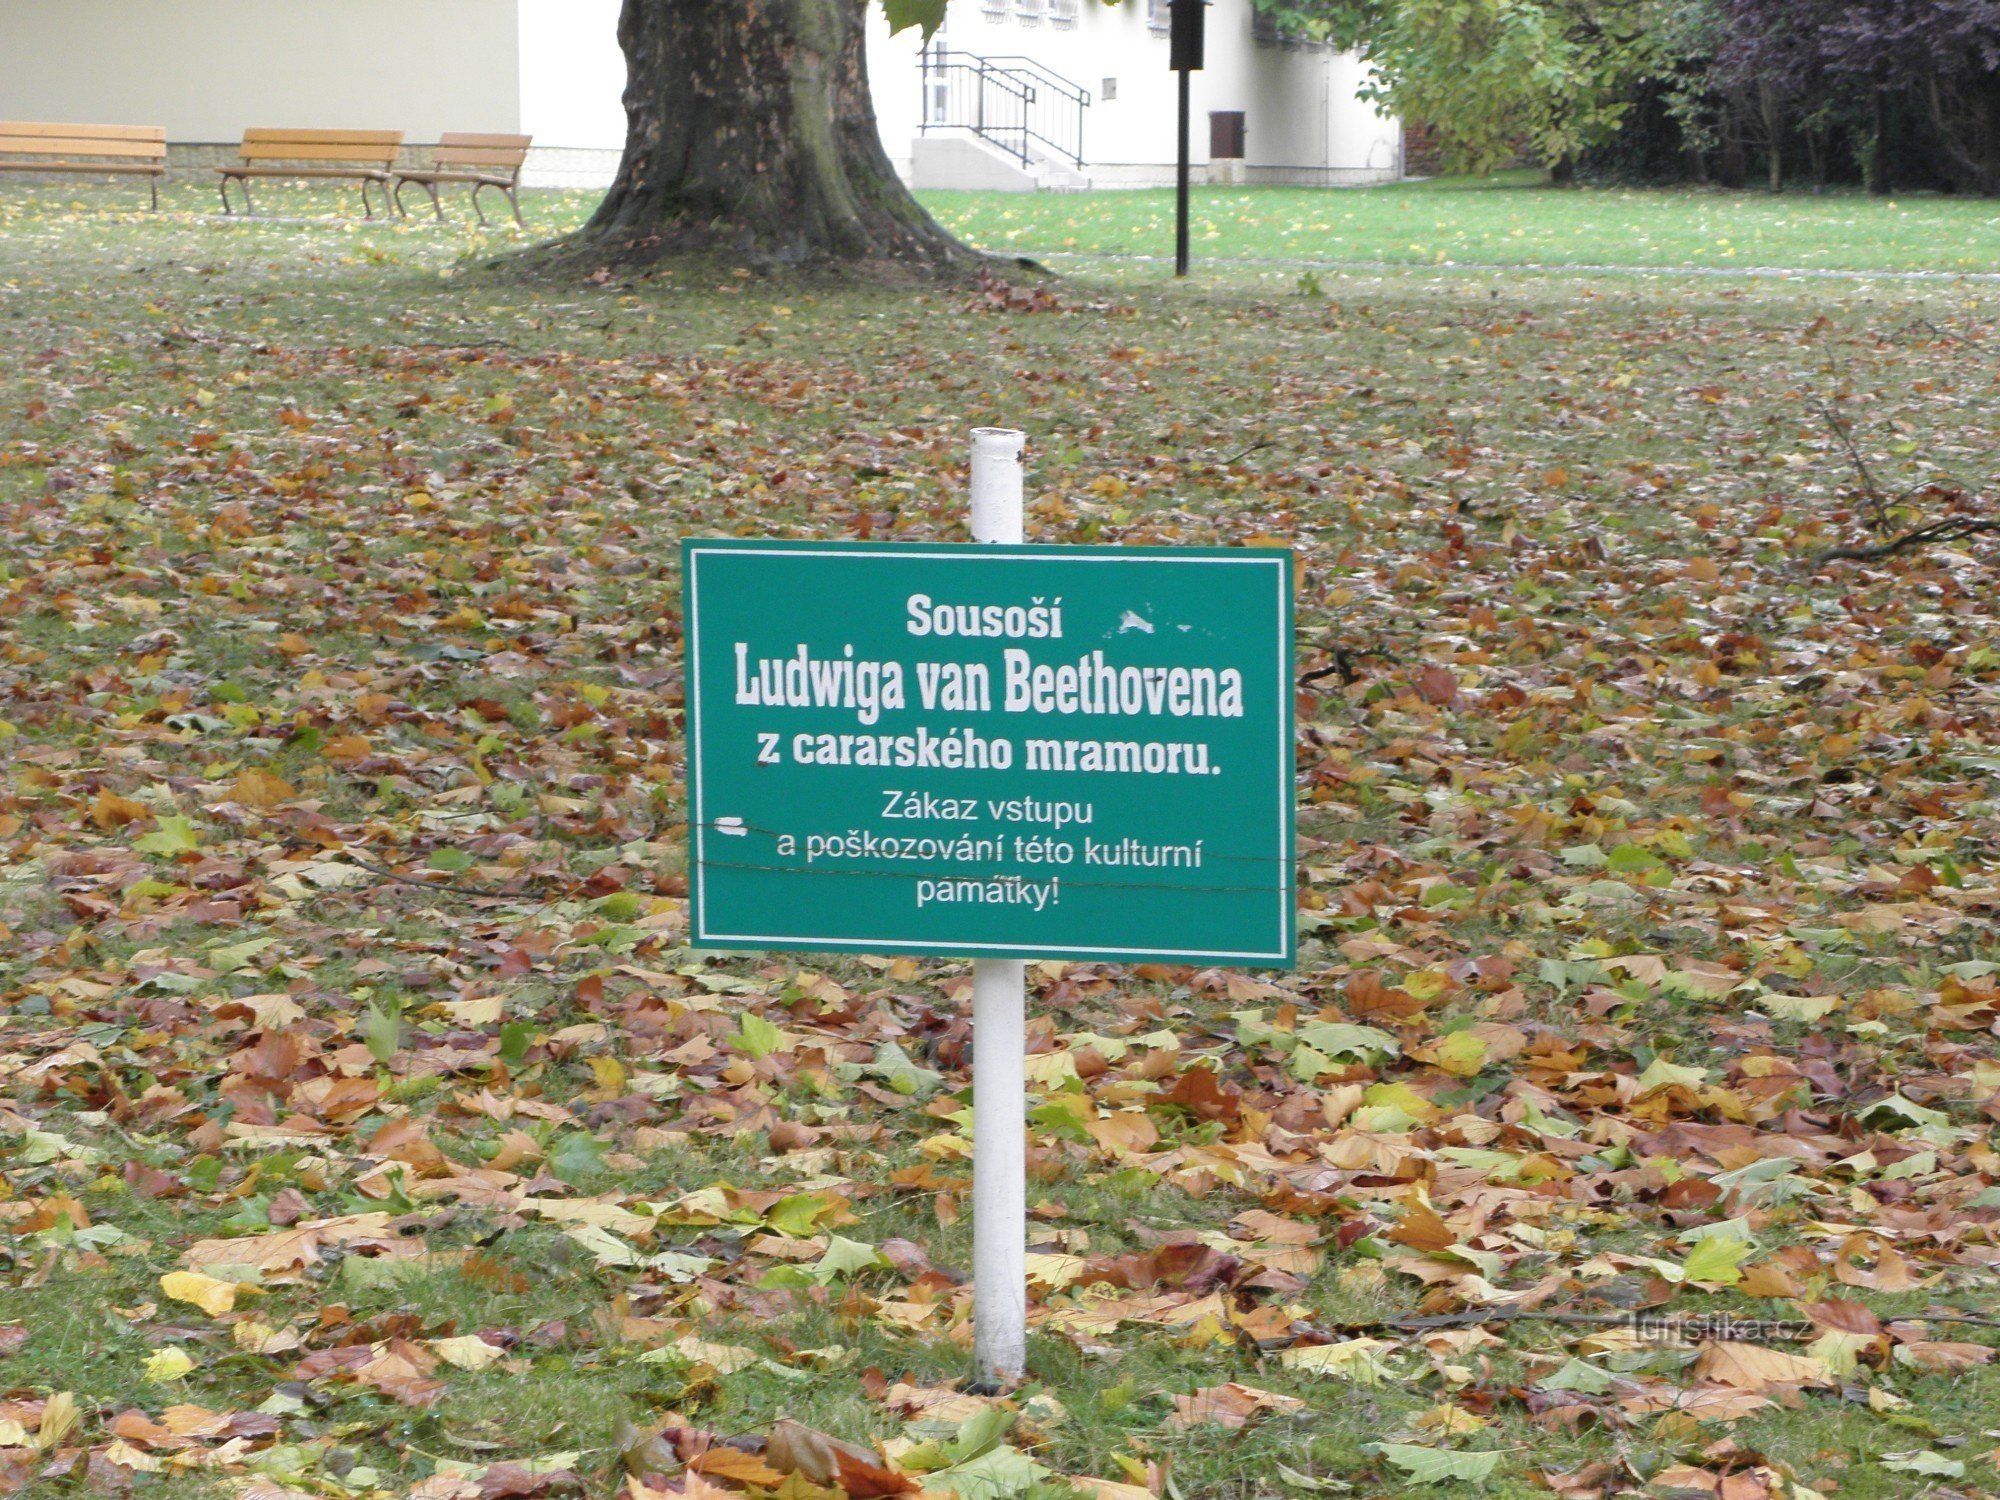 Sousoší
Ludwiga van Beethovena
z cararského mramoru.
Zákaz vstupu
a poškozování této kulturní
památky!
Turistika.cz